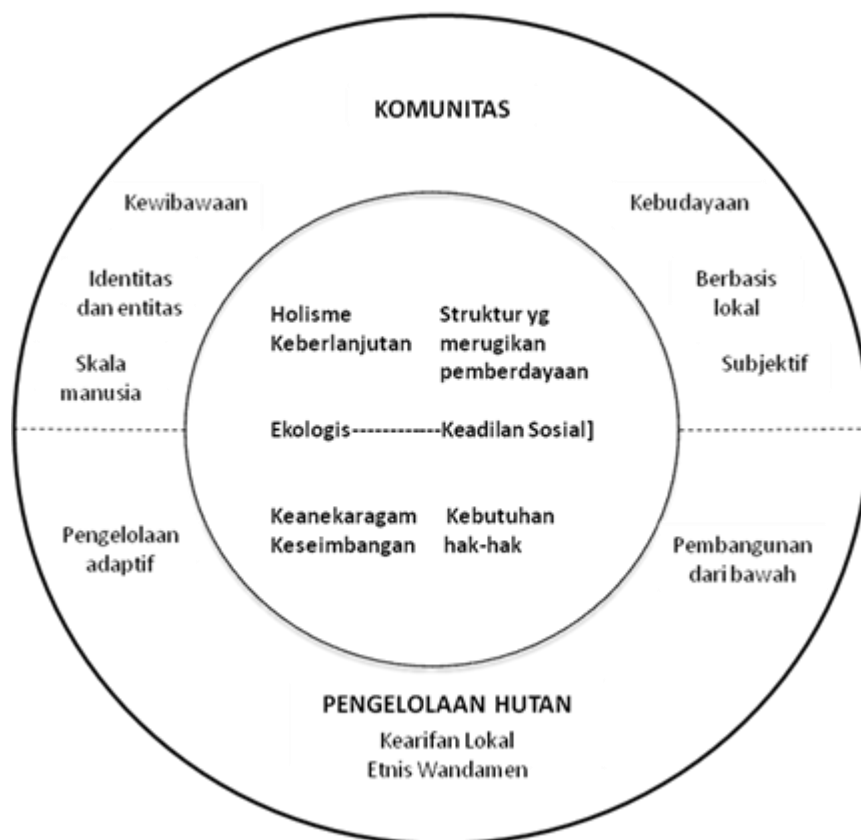 KOMUNITAS
Kewibawaan
Kebudayaan
Identitas
dan entitas
Berbasis
lokal
Skala
manusia
Subjektif
Holisme
Keberlanjutan
Struktur yg
merugikan
pemberdayaan
Ekologis-----------Keadilan Sosial]
Keanekaragam
Keseimbangan
Kebutuhan
hak-hak
Pengelolaan
adaptif
Pembangunan
dari bawah
PENGELOLAAN HUTAN
Kearifan Lokal
Etnis Wandamen